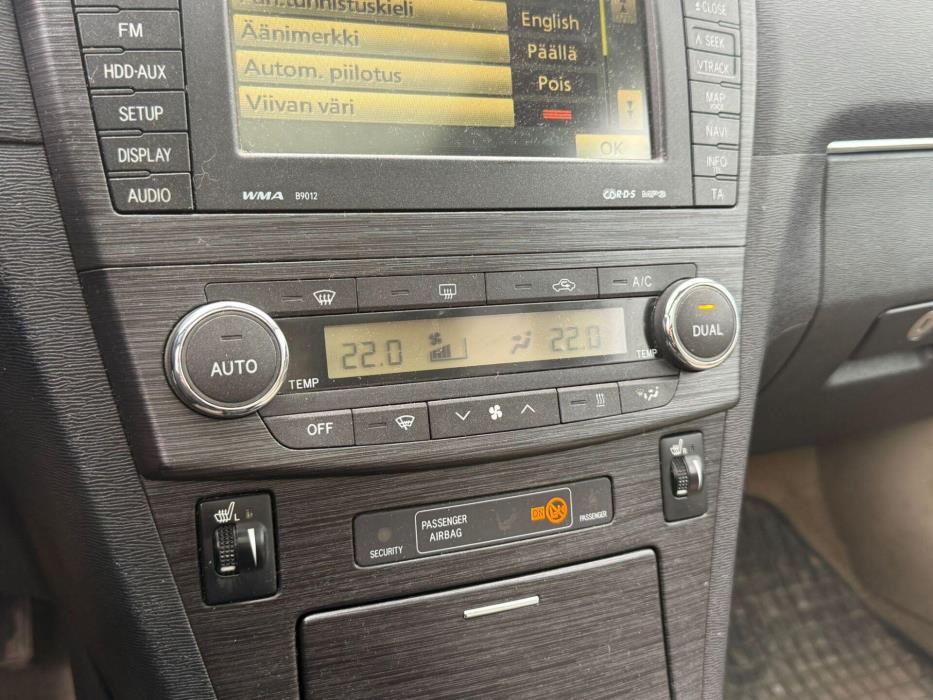 FM
HDD·AUX
SETUP
DISPLAY
AUDIO
English
Äänimerkki
Päällä
Autom. piilotus
Pois
Viivan väri
OK
CLOSE
SEEK
TRACK
MAP
NAVI
INFO
TA
WMA B9012
R·D·S MP3
A/C
AUTO
TEMP
22.0
22.0
TEMP
DUAL
OFF
L
R
SECURITY
PASSENGER
AIRBAG
ON
PASSENGER